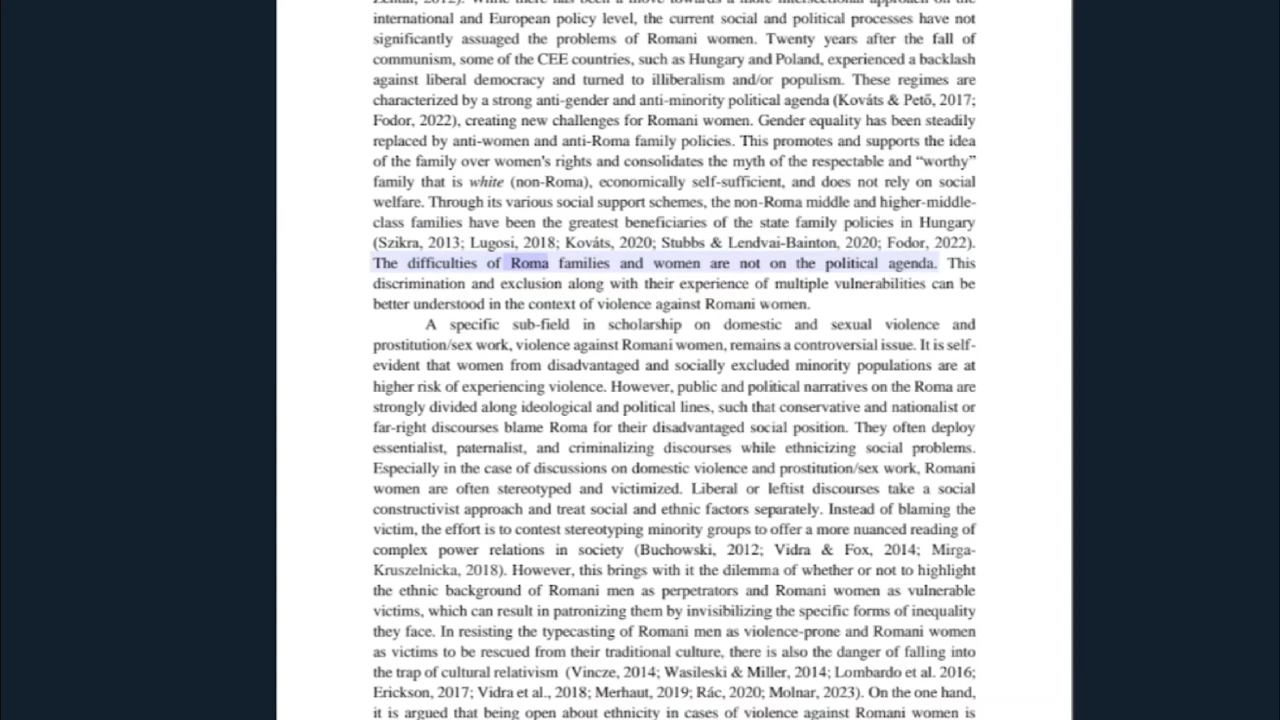 international and European policy level, the current social and political processes have not
significantly assuaged the problems of Romani women. Twenty years after the fall of
communism, some of the CEE countries, such as Hungary and Poland, experienced a backlash
against liberal democracy and turned to illiberalism and/or populism. These regimes are
characterized by a strong anti-gender and anti-minority political agenda (Kováts & Pető, 2017;
Fodor, 2022), creating new challenges for Romani women. Gender equality has been steadily
replaced by anti-women and anti-Roma family policies. This promotes and supports the idea
of the family over women's rights and consolidates the myth of the respectable and “worthy”
family that is white (non-Roma), economically self-sufficient, and does not rely on social
welfare. Through its various social support schemes, the non-Roma middle and higher-middle-
class families have been the greatest beneficiaries of the state family policies in Hungary
(Szikra, 2013; Lugosi, 2018; Kováts, 2020; Stubbs & Lendvai-Bainton, 2020; Fodor, 2022).
The difficulties of Roma families and women are not on the political agenda. This
discrimination and exclusion along with their experience of multiple vulnerabilities can be
better understood in the context of violence against Romani women.
A specific sub-field in scholarship on domestic and sexual violence and
prostitution/sex work, violence against Romani women, remains a controversial issue. It is self-
evident that women from disadvantaged and socially excluded minority populations are at
higher risk of experiencing violence. However, public and political narratives on the Roma are
strongly divided along ideological and political lines, such that conservative and nationalist or
far-right discourses blame Roma for their disadvantaged social position. They often deploy
essentialist, paternalist, and criminalizing discourses while ethnicizing social problems.
Especially in the case of discussions on domestic violence and prostitution/sex work, Romani
women are often stereotyped and victimized. Liberal or leftist discourses take a social
constructivist approach and treat social and ethnic factors separately. Instead of blaming the
victim, the effort is to contest stereotyping minority groups to offer a more nuanced reading of
complex power relations in society (Buchowski, 2012; Vidra & Fox, 2014; Mirga-
Kruszelnicka, 2018). However, this brings with it the dilemma of whether or not to highlight
the ethnic background of Romani men as perpetrators and Romani women as vulnerable
victims, which can result in patronizing them by invisibilizing the specific forms of inequality
they face. In resisting the typecasting of Romani men as violence-prone and Romani women
as victims to be rescued from their traditional culture, there is also the danger of falling into
the trap of cultural relativism (Vincze, 2014; Wasileski & Miller, 2014; Lombardo et al. 2016;
Erickson, 2017; Vidra et al., 2018; Merhaut, 2019; Rác, 2020; Molnar, 2023). On the one hand,
it is argued that being open about ethnicity in cases of violence against Romani women is